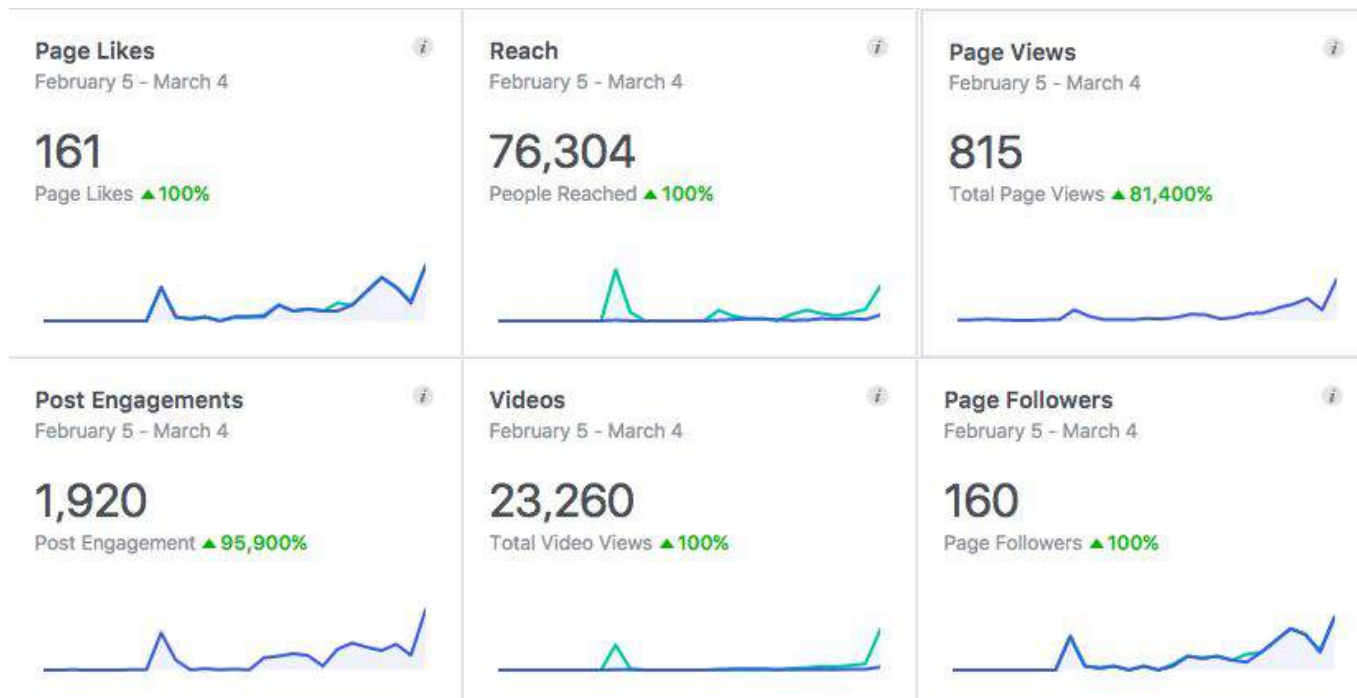 Page Likes
February 5 - March 4
161
Page Likes ▲100%
Reach
February 5 - March 4
76,304
People Reached ▲100%
Page Views
February 5 - March 4
815
Total Page Views ▲81,400%
Post Engagements
February 5 - March 4
1,920
Post Engagement ▲95,900%
Videos
February 5 - March 4
23,260
Total Video Views ▲100%
Page Followers
February 5 - March 4
160
Page Followers ▲100%